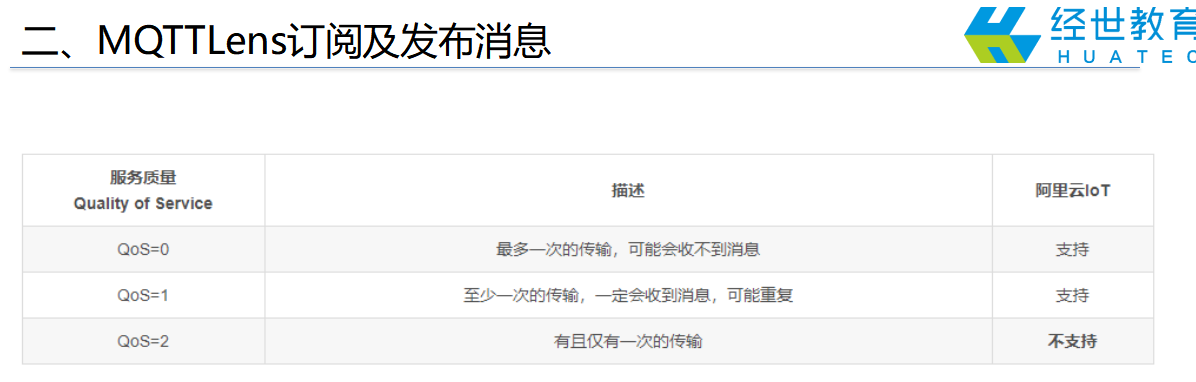 二、MQTTLens订阅及发布消息
经世教育
HUATEC
服务质量
Quality of Service
描述
阿里云IoT
QoS=0
最多一次的传输，可能会收不到消息
支持
QoS=1
至少一次的传输，一定会收到消息，可能重复
支持
QoS=2
有且仅有一次的传输
不支持